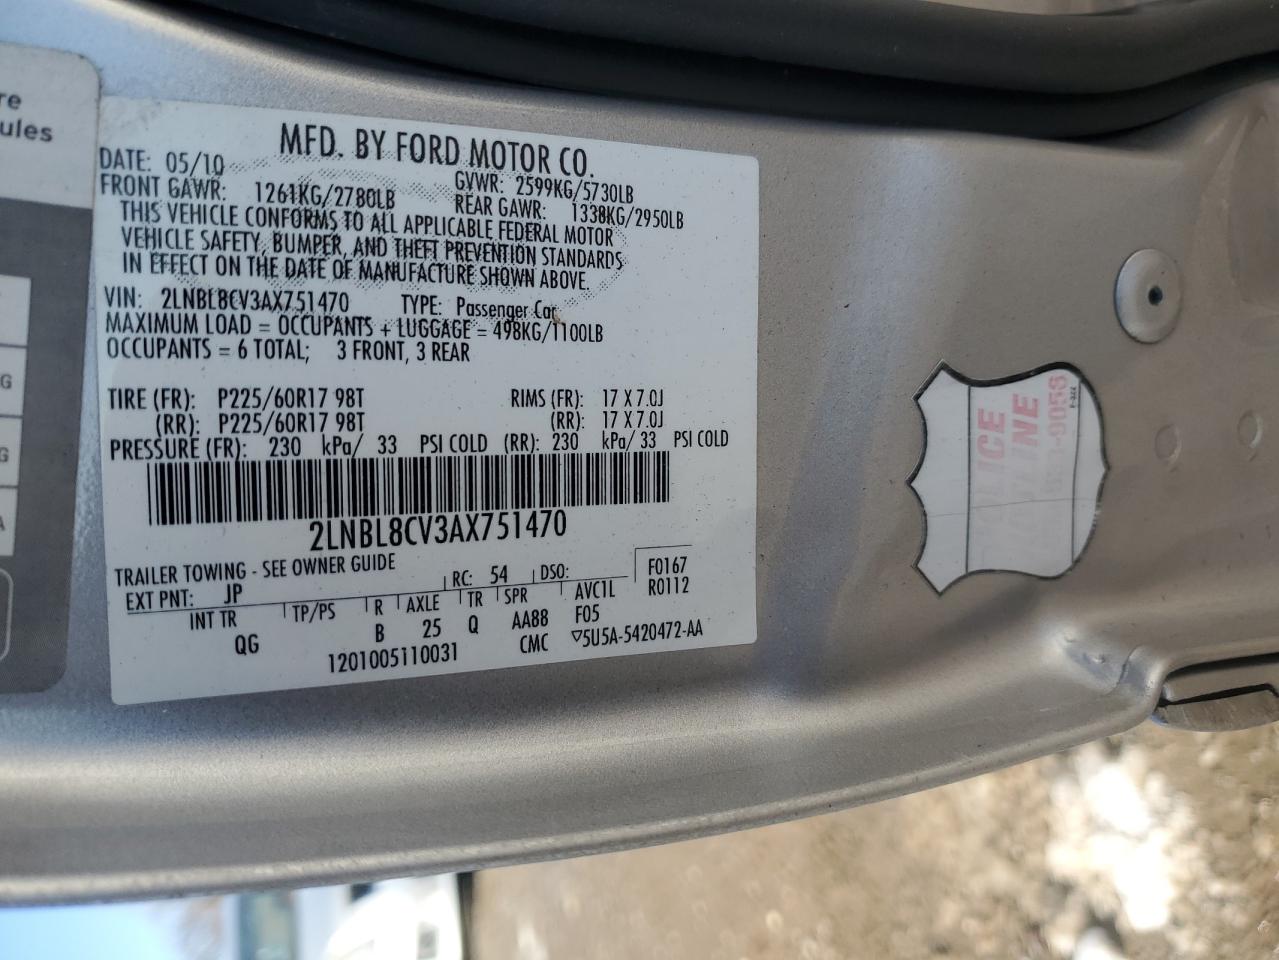 re
ules
MFD. BY FORD MOTOR CO.
DATE: 05/10
GVWR: 2599KG/5730LB
FRONT GAWR: 1261KG/2780LB
REAR GAWR: 1338KG/2950LB
THIS VEHICLE CONFORMS TO ALL APPLICABLE FEDERAL MOTOR
VEHICLE SAFETY, BUMPER, AND THEFT PREVENTION STANDARDS
IN EFFECT ON THE DATE OF MANUFACTURE SHOWN ABOVE.
VIN: 2LNBL8CV3AX751470 TYPE: Passenger Car
MAXIMUM LOAD = OCCUPANTS + LUGGAGE = 498KG/1100LB
OCCUPANTS = 6 TOTAL; 3 FRONT, 3 REAR
TIRE (FR): P225/60R17 98T RIMS (FR): 17 X 7.0J
(RR): P225/60R17 98T (RR): 17 X 7.0J
PRESSURE (FR): 230 kPa/ 33 PSI COLD (RR): 230 kPa/ 33 PSI COLD
2LNBL8CV3AX751470
TRAILER TOWING - SEE OWNER GUIDE
EXT PNT: JP RC: 54 DSO: F0167
R0112
INT TR TP/PS R AXLE TR SPR AVC1L
QG B 25 Q AA88 F05
1201005110031 CMC ▽5U5A-5420472-AA
G
G
A